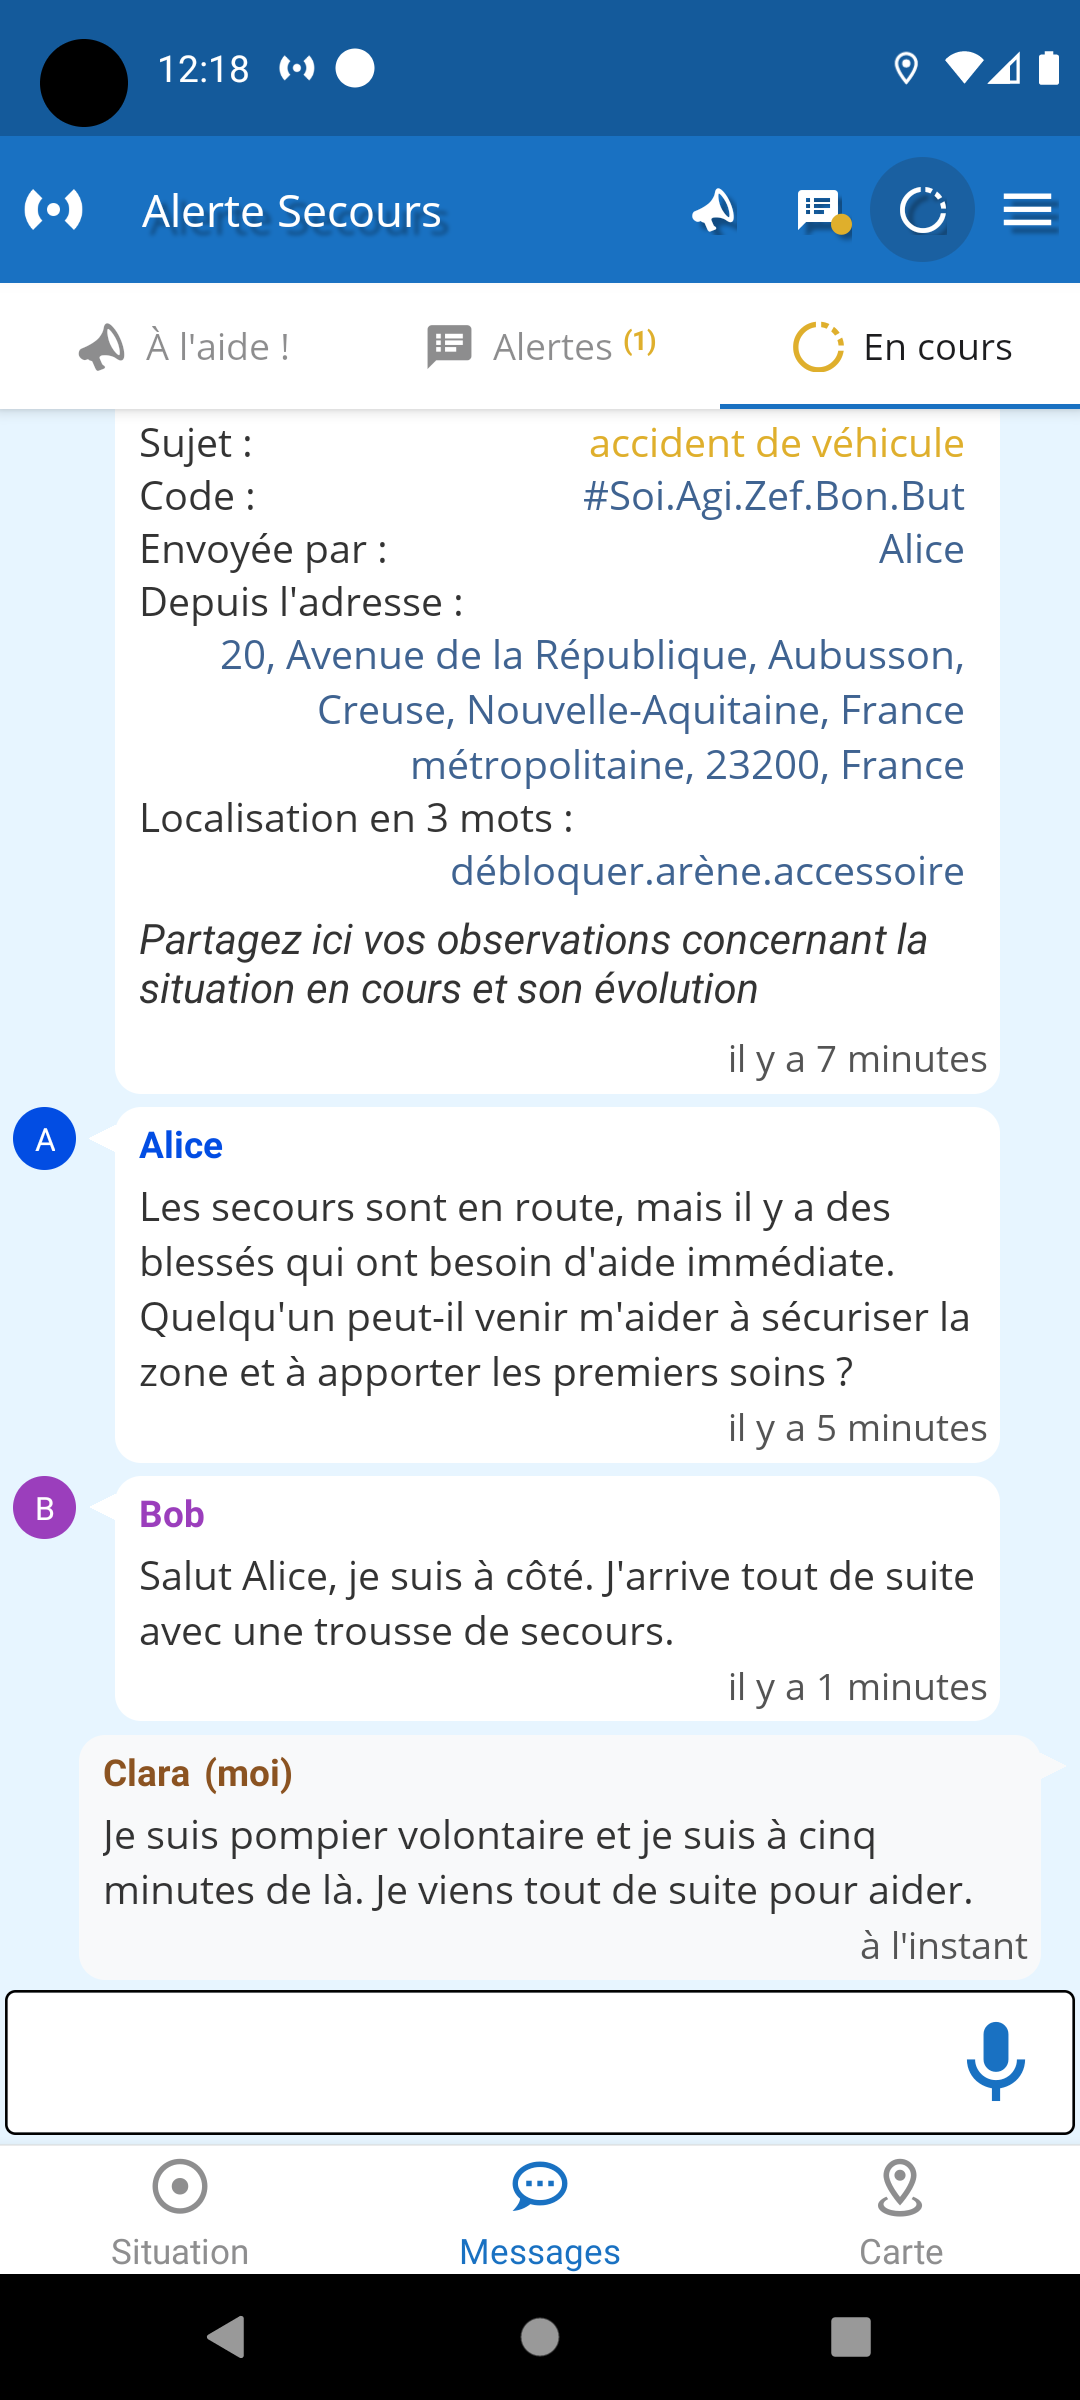 12:18
Alerte Secours
À l'aide !
Alertes (1)
En cours
Sujet : accident de véhicule
Code : #Soi.Agi.Zef.Bon.But
Envoyée par : Alice
Depuis l'adresse :
20, Avenue de la République, Aubusson,
Creuse, Nouvelle-Aquitaine, France
métropolitaine, 23200, France
Localisation en 3 mots :
débloquer.arène.accessoire
Partagez ici vos observations concernant la
situation en cours et son évolution
il y a 7 minutes
A
Alice
Les secours sont en route, mais il y a des
blessés qui ont besoin d'aide immédiate.
Quelqu'un peut-il venir m'aider à sécuriser la
zone et à apporter les premiers soins ?
il y a 5 minutes
B
Bob
Salut Alice, je suis à côté. J'arrive tout de suite
avec une trousse de secours.
il y a 1 minutes
Clara (moi)
Je suis pompier volontaire et je suis à cinq
minutes de là. Je viens tout de suite pour aider.
à l'instant
Situation
Messages
Carte